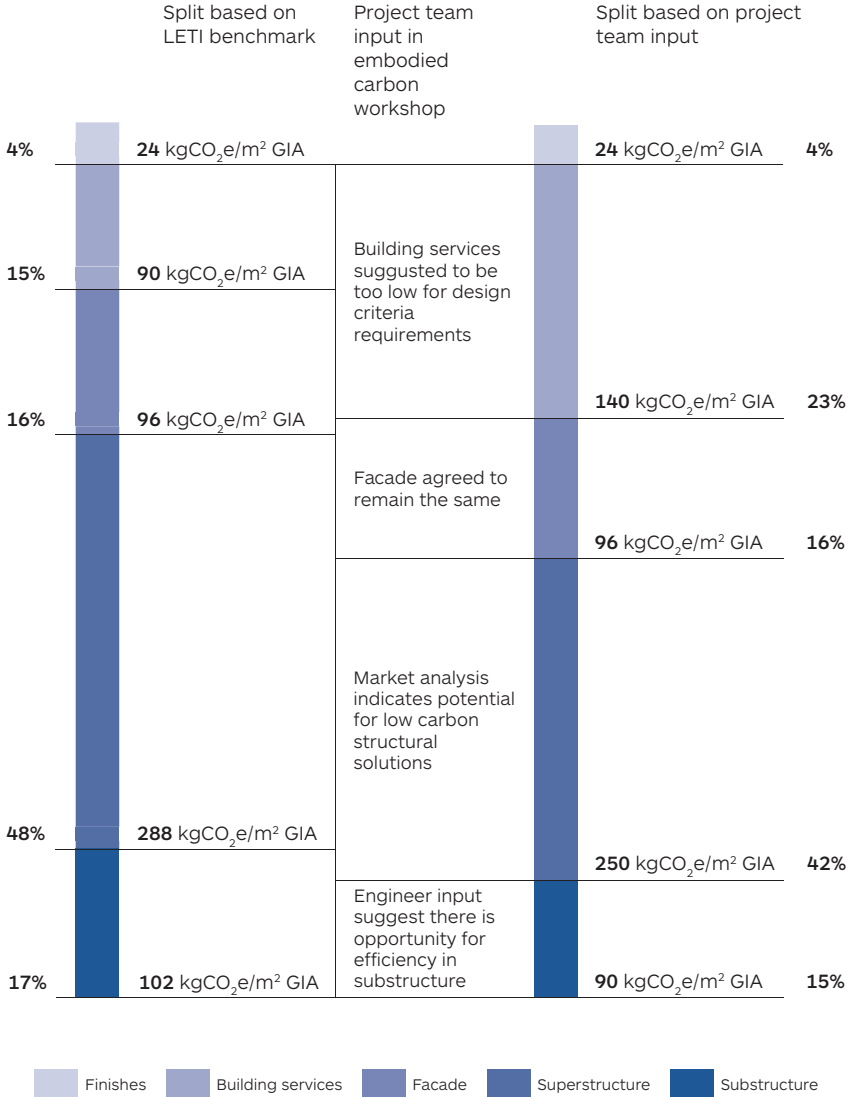 Split based on
LETI benchmark
Project team
input in
embodied
carbon
workshop
Split based on project
team input
4%
24 kgCO₂e/m² GIA
24 kgCO₂e/m² GIA
4%
Building services
suggusted to be
too low for design
criteria
requirements
15%
90 kgCO₂e/m² GIA
140 kgCO₂e/m² GIA
23%
16%
96 kgCO₂e/m² GIA
Facade agreed to
remain the same
96 kgCO₂e/m² GIA
16%
Market analysis
indicates potential
for low carbon
structural
solutions
48%
288 kgCO₂e/m² GIA
250 kgCO₂e/m² GIA
42%
Engineer input
suggest there is
opportunity for
efficiency in
substructure
17%
102 kgCO₂e/m² GIA
90 kgCO₂e/m² GIA
15%
Finishes
Building services
Facade
Superstructure
Substructure